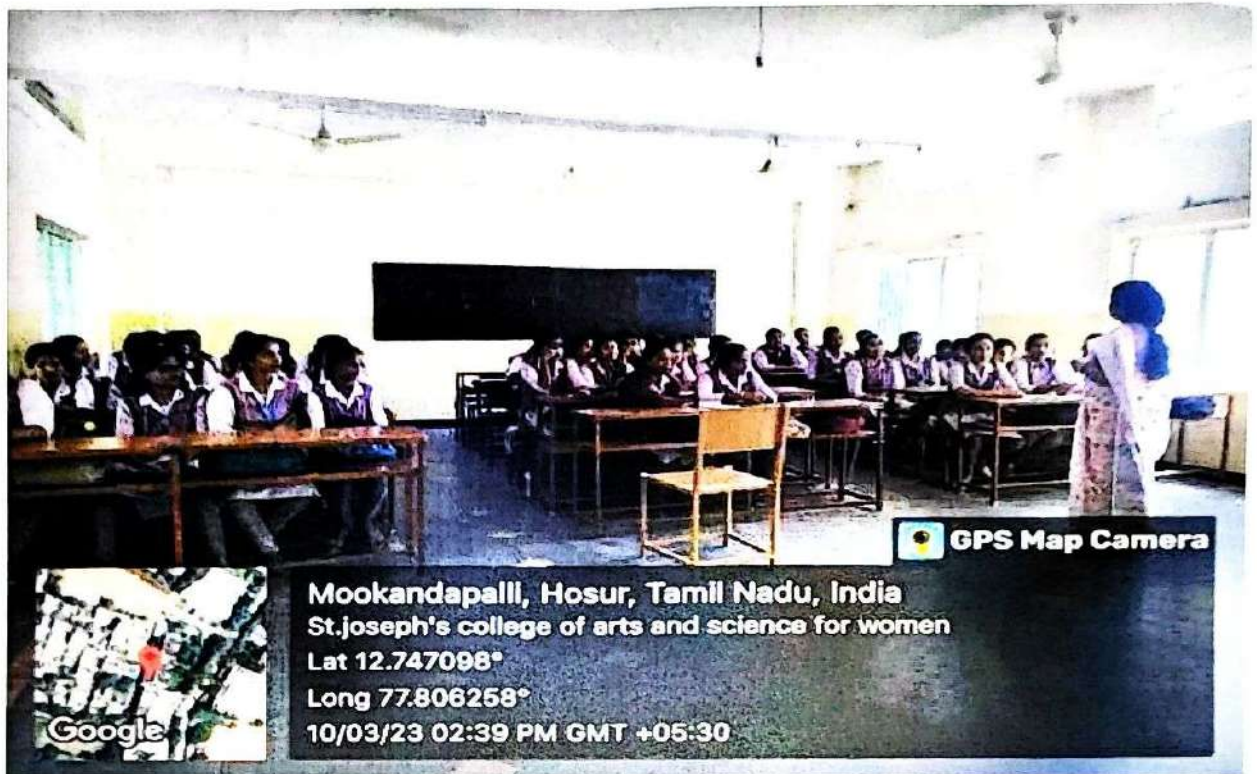 GPS Map Camera
Mookandapalli, Hosur, Tamil Nadu, India
St.joseph's college of arts and science for women
Lat 12.747098°
Long 77.806258°
10/03/23 02:39 PM GMT +05:30
Google